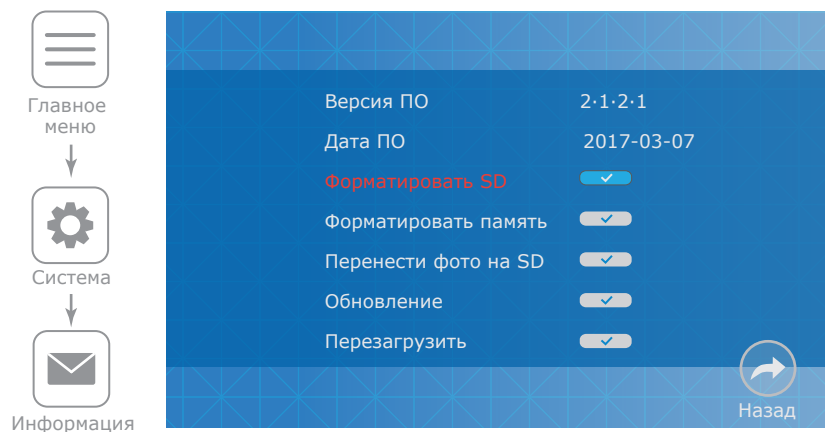 Главное
меню
Система
Информация
Версия ПО 2·1·2·1
Дата ПО 2017-03-07
Форматировать SD
Форматировать память
Перенести фото на SD
Обновление
Перезагрузить
Назад